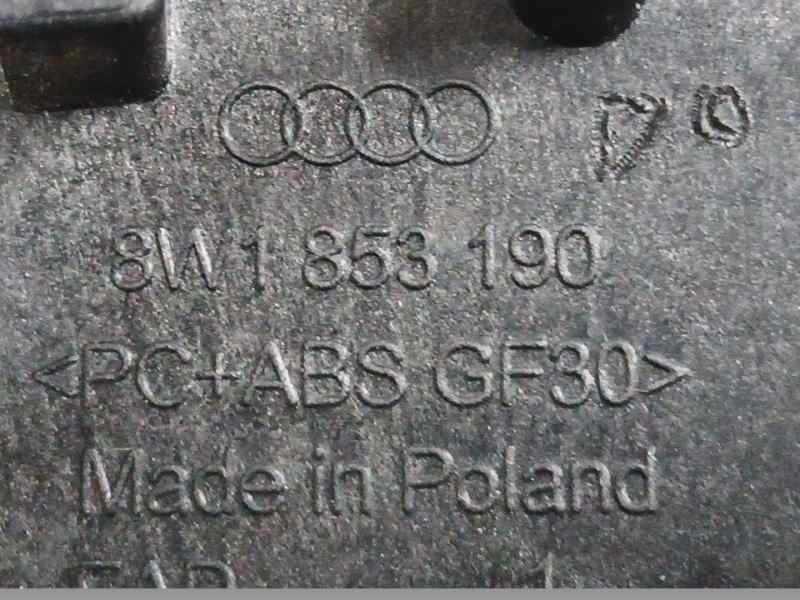 8W1 853 190
<PC+ABS GF30>
Made in Poland